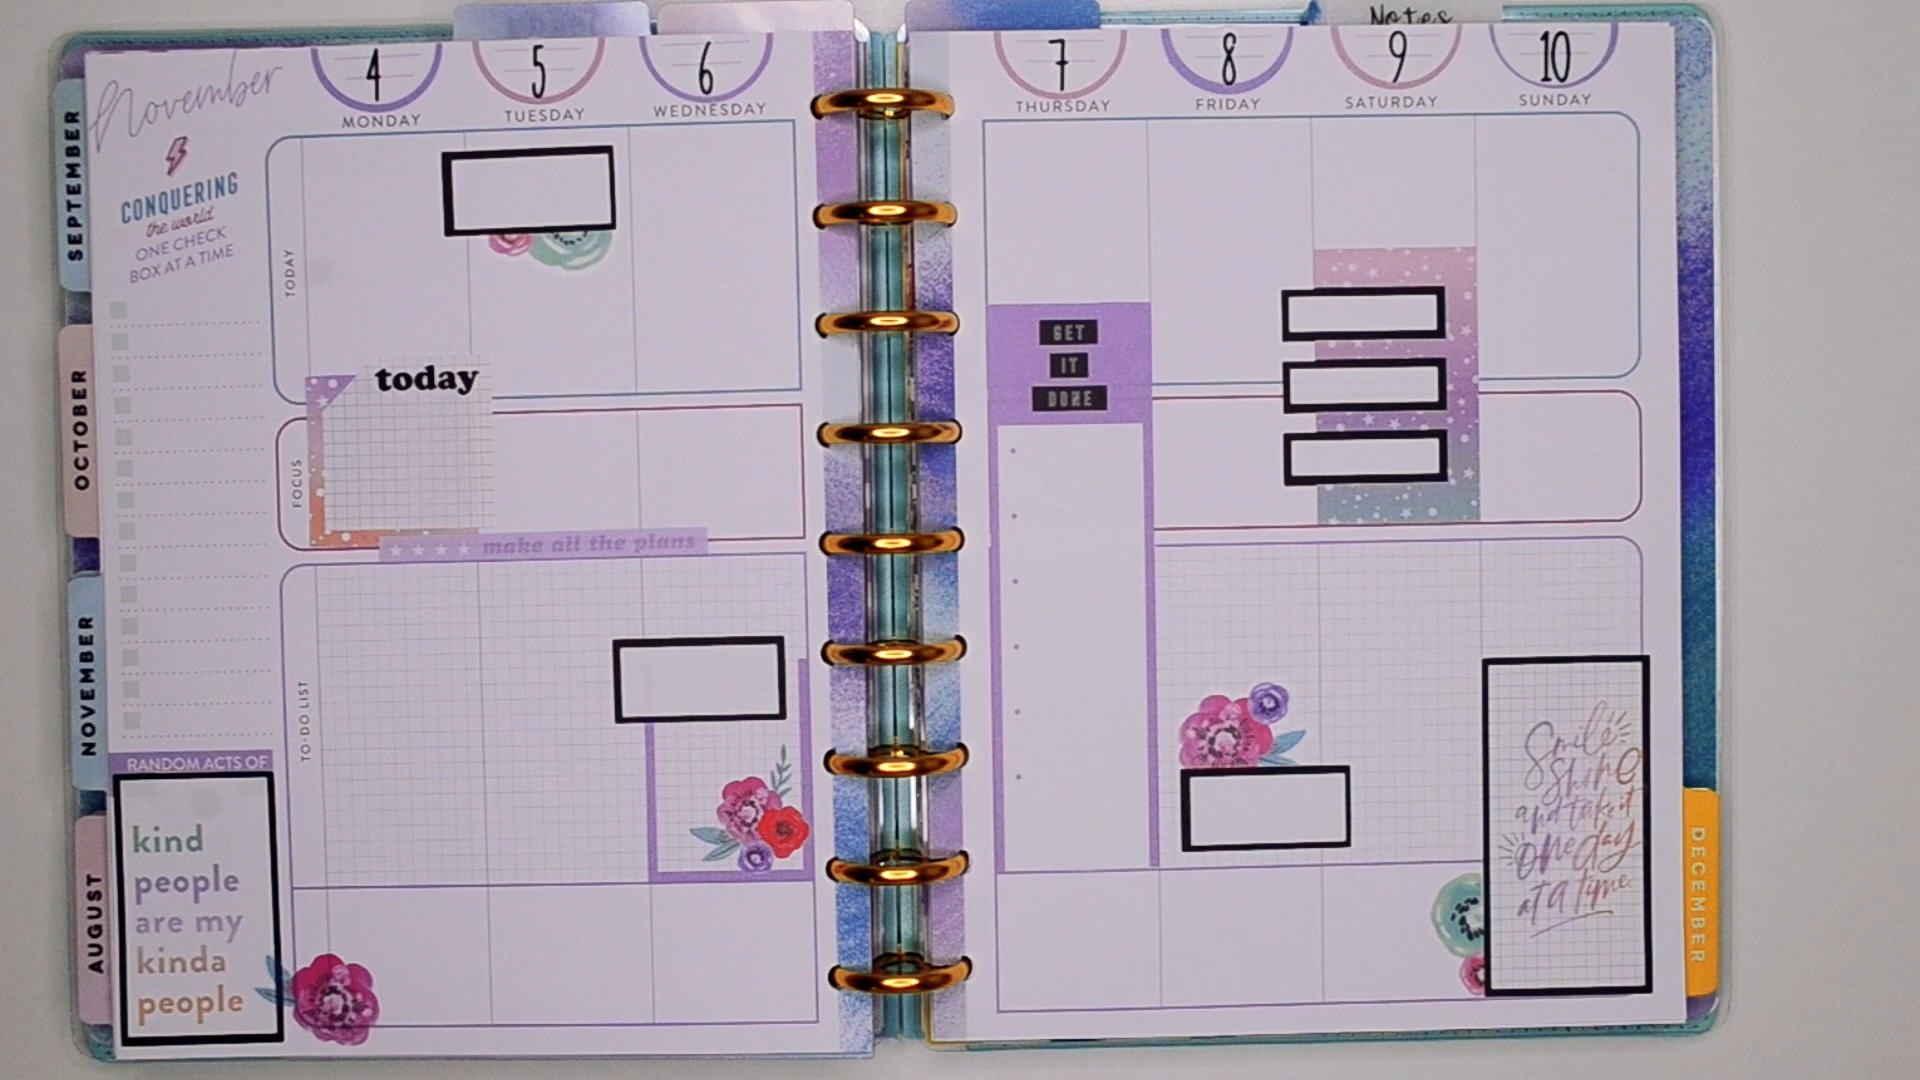 Notes
November
4
5
6
MONDAY
TUESDAY
WEDNESDAY
7
8
9
10
THURSDAY
FRIDAY
SATURDAY
SUNDAY
SEPTEMBER
OCTOBER
NOVEMBER
AUGUST
CONQUERING
the world
ONE CHECK
BOX AT A TIME
TODAY
today
FOCUS
make all the plans
TO-DO LIST
RANDOM ACTS OF
kind
people
are my
kinda
people
GET
IT
DONE
Smile
Shine
and take it
one day
at a time.
DECEMBER